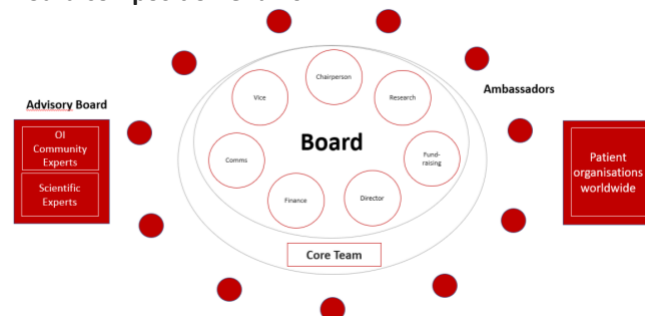 Chairperson
Vice
Research
Ambassadors
Advisory Board
OI
Community
Experts
Scientific
Experts
Board
Comms
Fund-
raising
Patient
organisations
worldwide
Finance
Director
Core Team